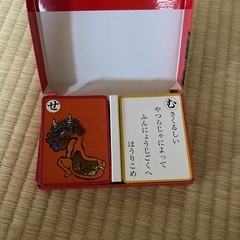 せ
むさくるしい
やつらじゃによって
ふんにょうじごくへ
ほうりこめ